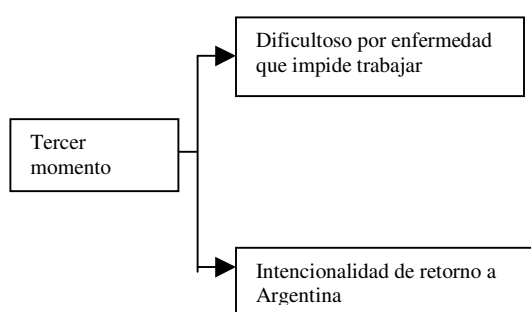 Dificultoso por enfermedad
que impide trabajar
Tercer
momento
Intencionalidad de retorno a
Argentina